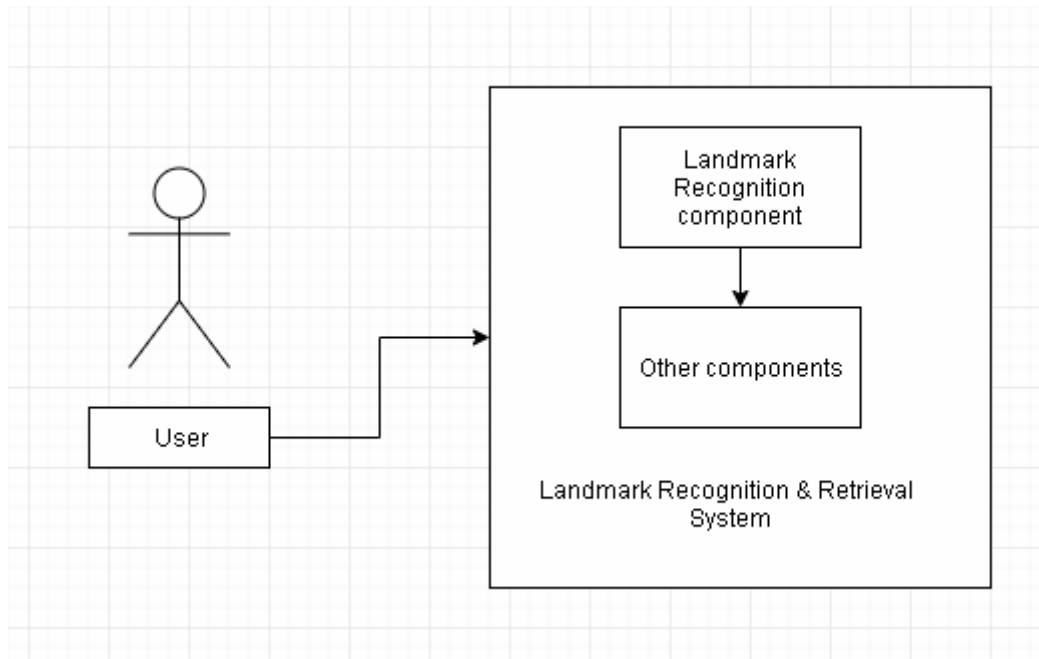 Landmark
Recognition
component
Other components
User
Landmark Recognition & Retrieval
System